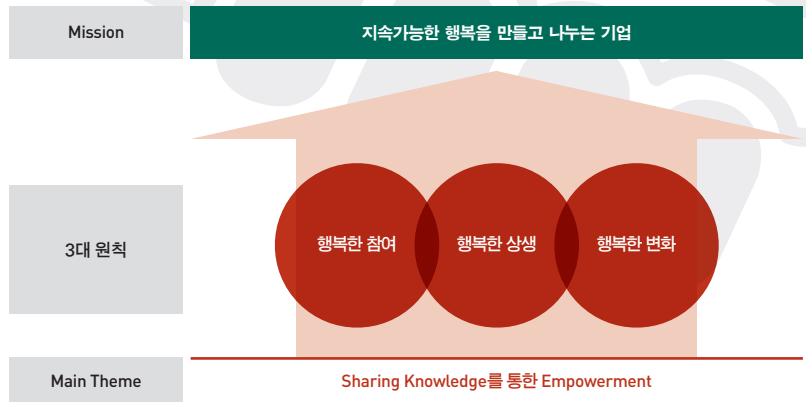 Mission
지속가능한 행복을 만들고 나누는 기업
3대 원칙
행복한 참여
행복한 상생
행복한 변화
Main Theme
Sharing Knowledge를 통한 Empowerment